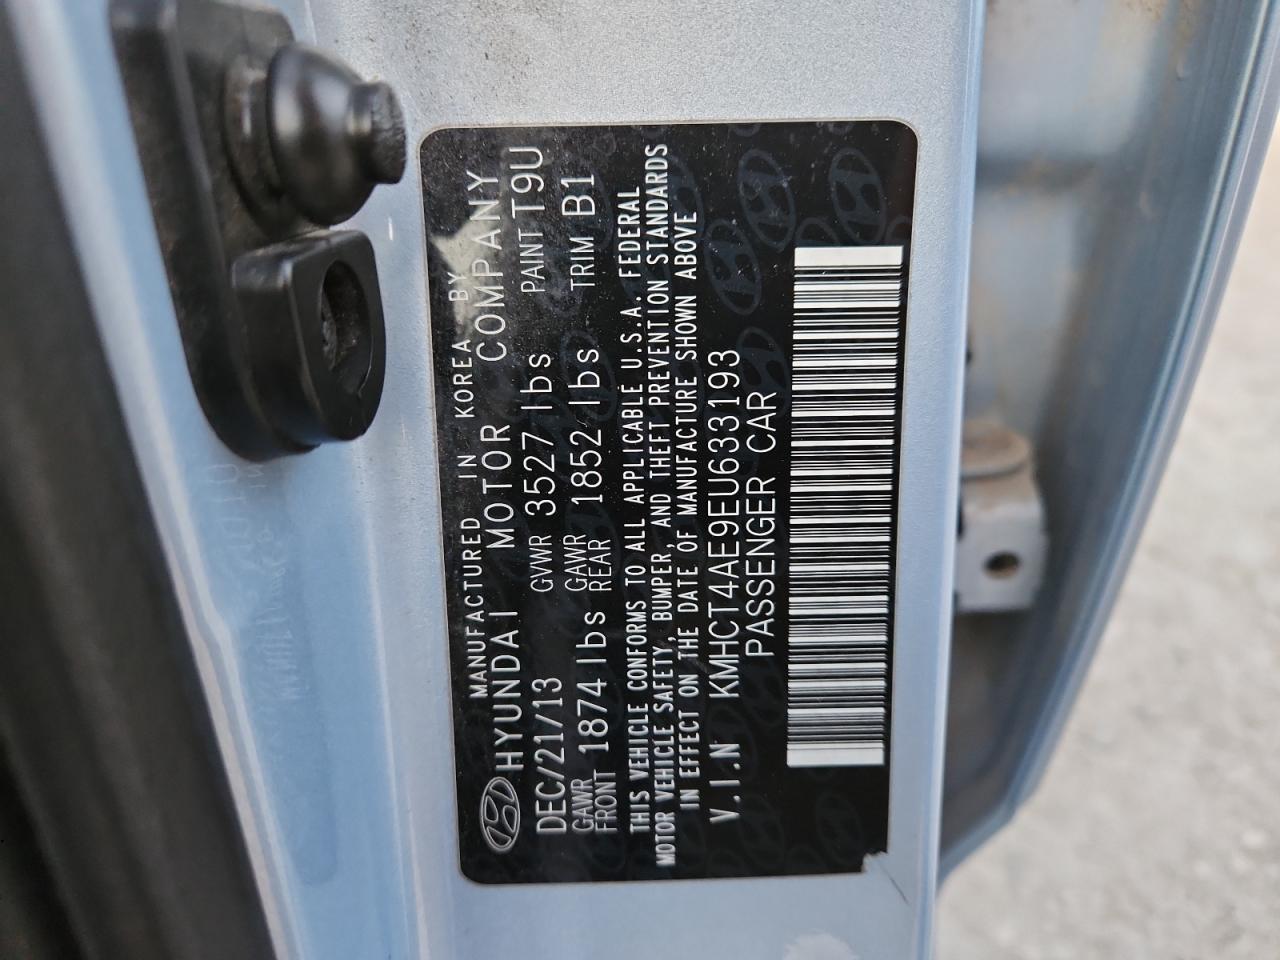 MANUFACTURED IN KOREA BY
HYUNDAI MOTOR COMPANY
DEC/21/13 GVWR 3527 lbs PAINT T9U
GAWR FRONT 1874 lbs GAWR REAR 1852 lbs TRIM B1
THIS VEHICLE CONFORMS TO ALL APPLICABLE U.S.A. FEDERAL
MOTOR VEHICLE SAFETY, BUMPER, AND THEFT PREVENTION STANDARDS
IN EFFECT ON THE DATE OF MANUFACTURE SHOWN ABOVE
V.I.N KMHCT4AE9EU633193
PASSENGER CAR